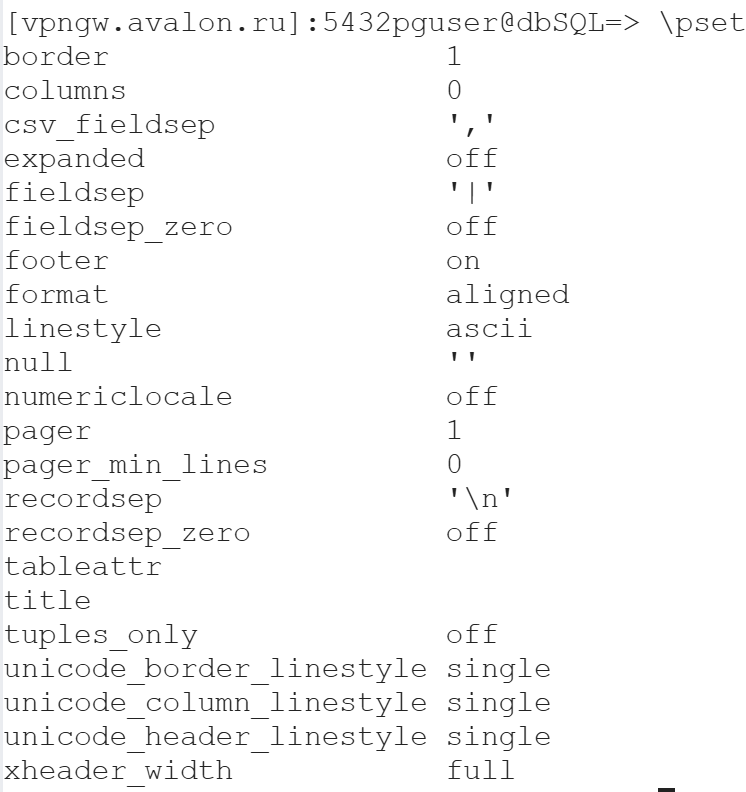 [vpngw.avalon.ru]:5432pguser@dbSQL=> \pset
border                   1
columns                  0
csv_fieldsep             ','
expanded                 off
fieldsep                 '|'
fieldsep_zero            off
footer                   on
format                   aligned
linestyle                ascii
null                     ''
numericlocale            off
pager                    1
pager_min_lines          0
recordsep                '\n'
recordsep_zero           off
tableattr
title
tuples_only              off
unicode_border_linestyle single
unicode_column_linestyle single
unicode_header_linestyle single
xheader_width            full